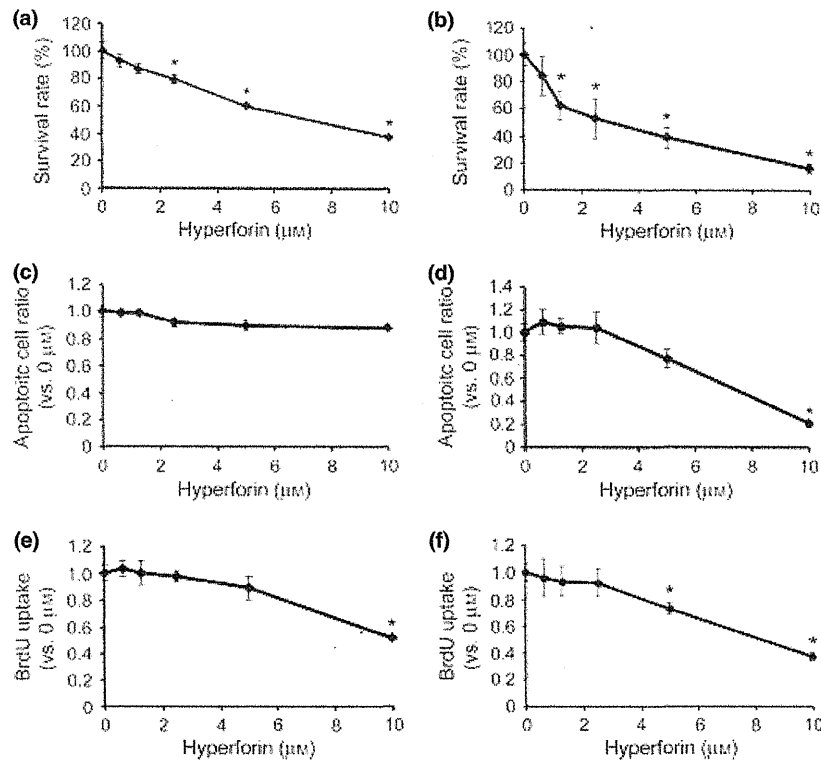 (a)
120
100
80
60
40
20
0
Survival rate (%)
*
*
*
0 2 4 6 8 10
Hyperforin (μM)
(b)
120
100
80
60
40
20
0
Survival rate (%)
*
*
*
*
0 2 4 6 8 10
Hyperforin (μM)
(c)
1.2
1.0
0.8
0.6
0.4
0.2
0
Apoptoitc cell ratio
(vs. 0 μM)
0 2 4 6 8 10
Hyperforin (μM)
(d)
1.4
1.2
1.0
0.8
0.6
0.4
0.2
0
Apoptoitc cell ratio
(vs. 0 μM)
*
0 2 4 6 8 10
Hyperforin (μM)
(e)
1.2
1.0
0.8
0.6
0.4
0.2
0
BrdU uptake
(vs. 0 μM)
*
0 2 4 6 8 10
Hyperforin (μM)
(f)
1.2
1.0
0.8
0.6
0.4
0.2
0
BrdU uptake
(vs. 0 μM)
*
*
0 2 4 6 8 10
Hyperforin (μM)